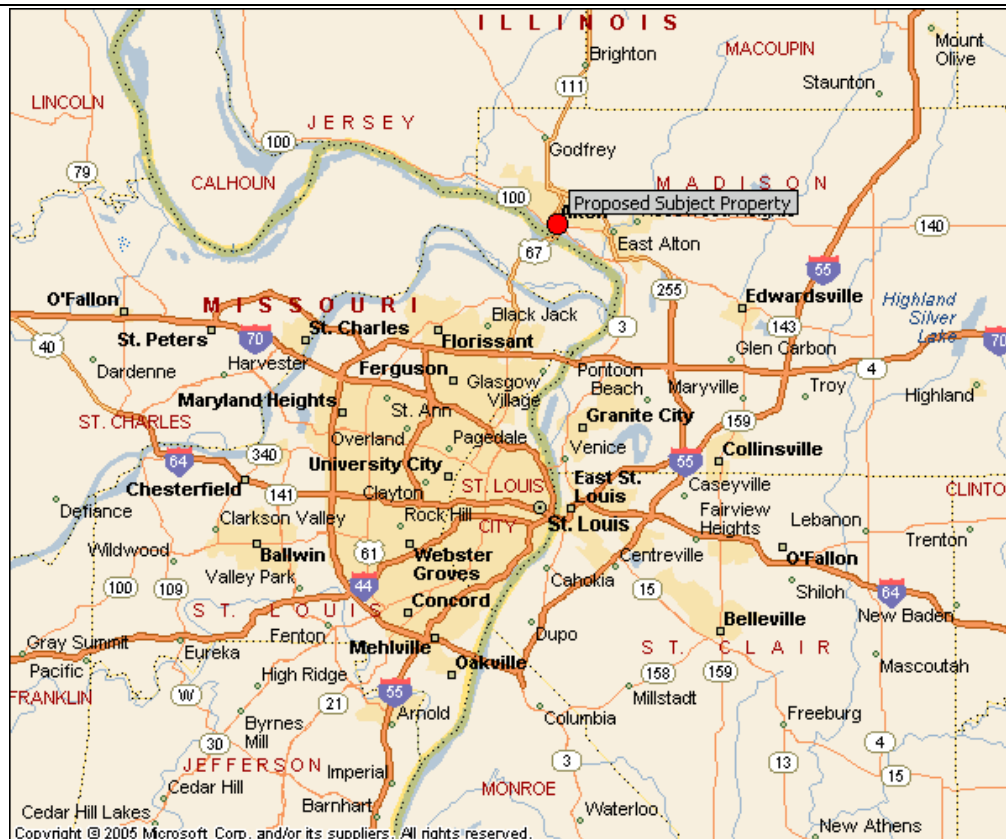 ILLINOIS
Brighton
MACOUPIN
Mount
Olive
Staunton
LINCOLN
111
JERSEY
100
Godfrey
79
CALHOUN
100
MADISON
Proposed Subject Property
140
East Alton
67
55
255
Edwardsville
Highland
Silver
Lake
O'Fallon
MISSOURI
St. Charles
Black Jack
3
143
St. Peters
70
Florissant
70
40
Harvester
Glen Carbon
Dardenne
Ferguson
Glasgow
Village
Pontoon
Beach
Maryville
Troy
4
Highland
Maryland Heights
St. Ann
Granite City
159
ST. CHARLES
Overland
Pagedale
Venice
Collinsville
64
340
University City
55
Chesterfield
141
Clayton
ST. LOUIS
CITY
East St.
Louis
Caseyville
CLINTO
Defiance
Clarkson Valley
Rock Hill
St. Louis
Fairview
Heights
Lebanon
Trenton
Wildwood
Ballwin
61
Webster
Groves
Centreville
O'Fallon
100
109
Valley Park
44
Cahokia
15
Shiloh
64
New Baden
ST. LOUIS
Concord
Belleville
Gray Summit
Eureka
Fenton
Mehlville
Dupo
ST. CLAIR
Pacific
Oakville
158
159
Mascoutah
FRANKLIN
W
High Ridge
21
55
Millstadt
Byrnes
Mill
Arnold
Columbia
Freeburg
30
4
JEFFERSON
Imperial
3
13
15
Cedar Hill
MONROE
Cedar Hill Lakes
Barnhart
Waterloo
New Athens
Copyright © 2005 Microsoft Corp. and/or its suppliers. All rights reserved.